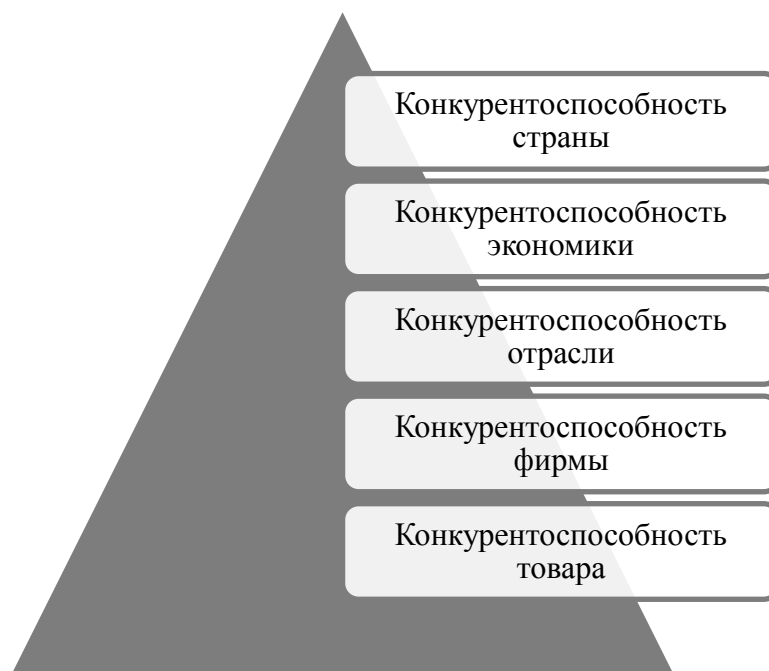 Конкурентоспособность
страны
Конкурентоспособность
экономики
Конкурентоспособность
отрасли
Конкурентоспособность
фирмы
Конкурентоспособность
товара